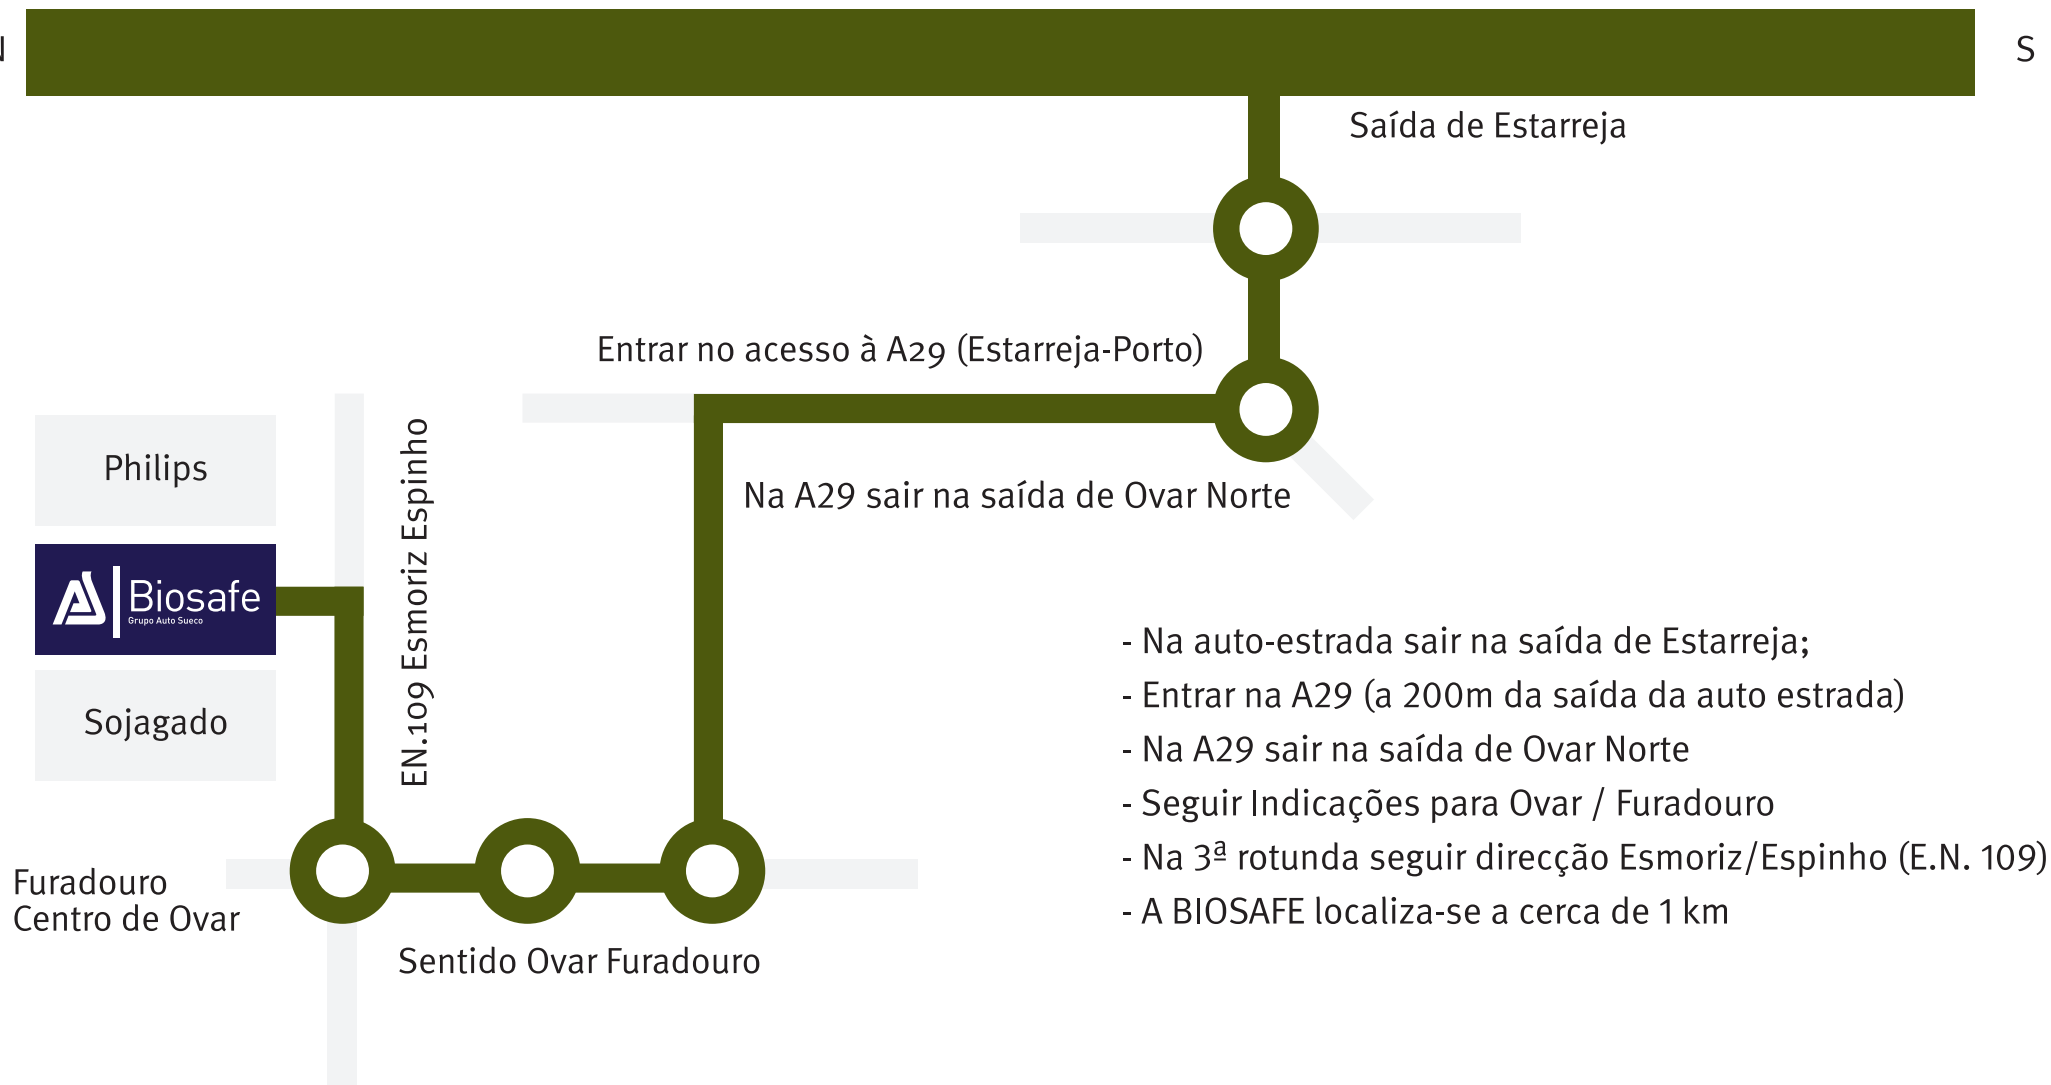 N
S
Saída de Estarreja
Entrar no acesso à A29 (Estarreja-Porto)
EN.109 Esmoriz Espinho
Philips
Na A29 sair na saída de Ovar Norte
Biosafe
Grupo Auto Sueco
Sojagado
- Na auto-estrada sair na saída de Estarreja;
- Entrar na A29 (a 200m da saída da auto estrada)
- Na A29 sair na saída de Ovar Norte
- Seguir Indicações para Ovar / Furadouro
- Na 3ª rotunda seguir direcção Esmoriz/Espinho (E.N. 109)
- A BIOSAFE localiza-se a cerca de 1 km
Furadouro
Centro de Ovar
Sentido Ovar Furadouro